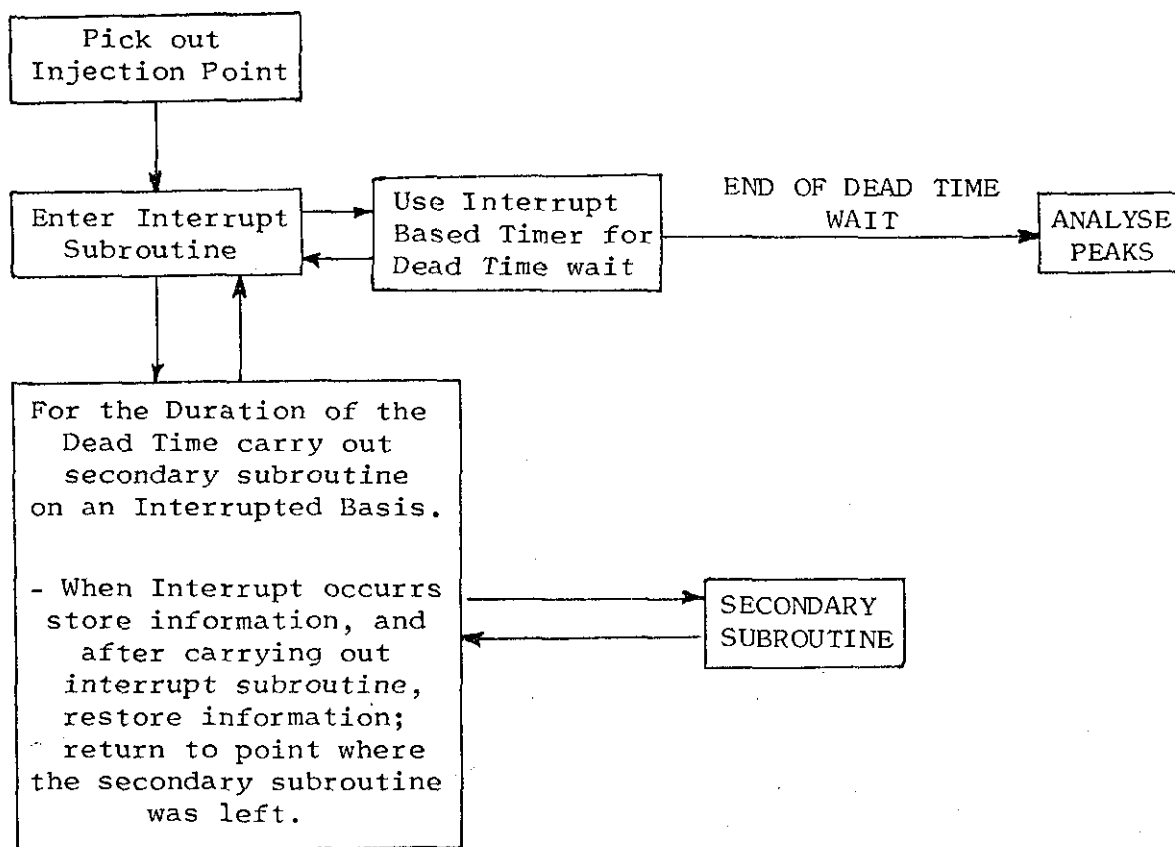 Pick out
Injection Point
Enter Interrupt
Subroutine
Use Interrupt
Based Timer for
Dead Time wait
END OF DEAD TIME
WAIT
ANALYSE
PEAKS
For the Duration of the
Dead Time carry out
secondary subroutine
on an Interrupted Basis.
- When Interrupt occurrs
store information, and
after carrying out
interrupt subroutine,
restore information;
return to point where
the secondary subroutine
was left.
SECONDARY
SUBROUTINE